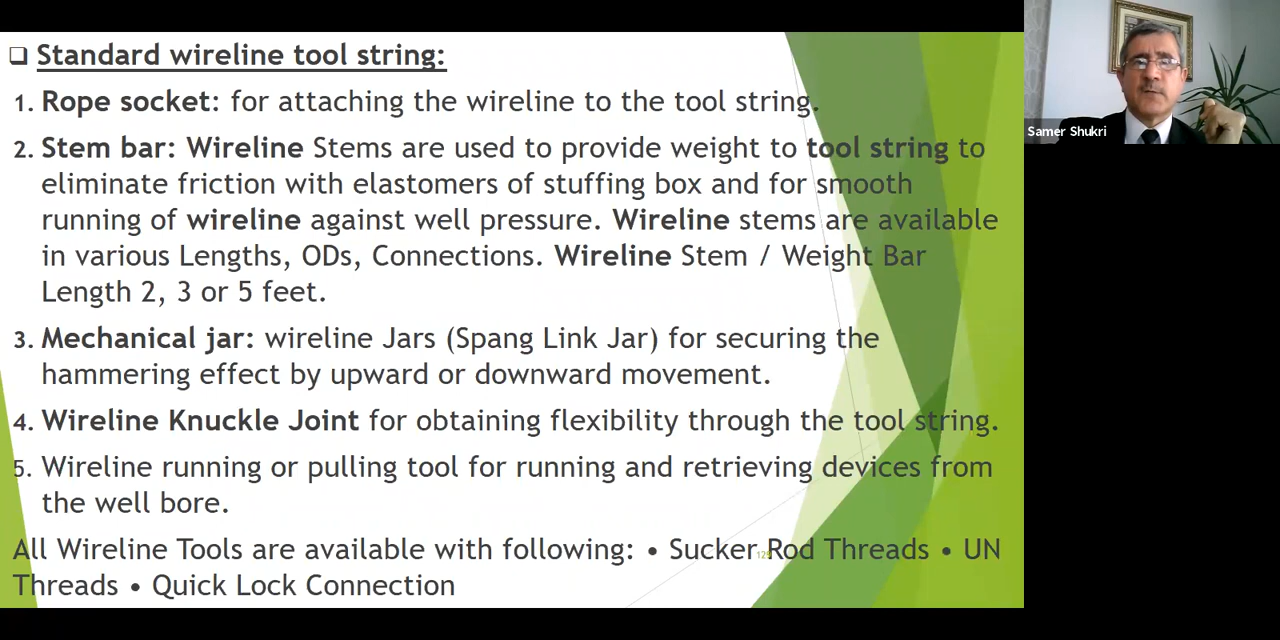 ❑ Standard wireline tool string:
1. Rope socket: for attaching the wireline to the tool string.
2. Stem bar: Wireline Stems are used to provide weight to tool string to
eliminate friction with elastomers of stuffing box and for smooth
running of wireline against well pressure. Wireline stems are available
in various Lengths, ODs, Connections. Wireline Stem / Weight Bar
Length 2, 3 or 5 feet.
3. Mechanical jar: wireline Jars (Spang Link Jar) for securing the
hammering effect by upward or downward movement.
4. Wireline Knuckle Joint for obtaining flexibility through the tool string.
5. Wireline running or pulling tool for running and retrieving devices from
the well bore.
All Wireline Tools are available with following: • Sucker Rod Threads • UN
Threads • Quick Lock Connection
Samer Shukri